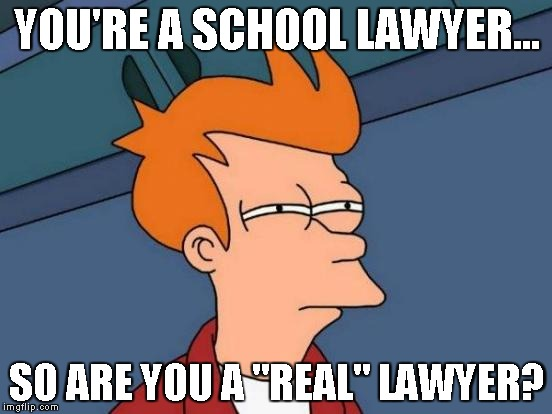 YOU'RE A SCHOOL LAWYER...
SO ARE YOU A "REAL" LAWYER?
imgflip.com